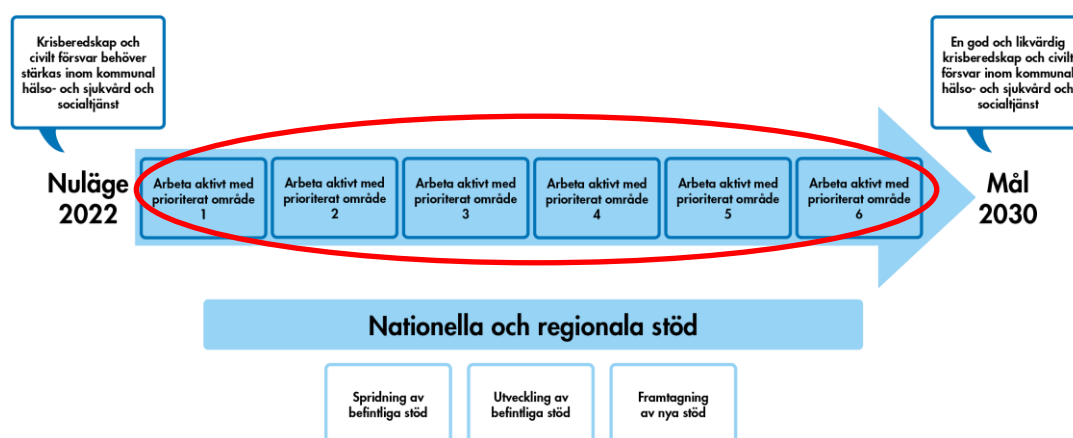 Krisberedskap och
civilt försvar behöver
stärkas inom kommunal
hälso- och sjukvård och
socialtjänst
En god och likvärdig
krisberedskap och civilt
försvar inom kommunal
hälso- och sjukvård och
socialtjänst
Nuläge
2022
Arbeta aktivt med
prioriterat område
1
Arbeta aktivt med
prioriterat område
2
Arbeta aktivt med
prioriterat område
3
Arbeta aktivt med
prioriterat område
4
Arbeta aktivt med
prioriterat område
5
Arbeta aktivt med
prioriterat område
6
Mål
2030
Nationella och regionala stöd
Spridning av
befintliga stöd
Utveckling av
befintliga stöd
Framtagning
av nya stöd